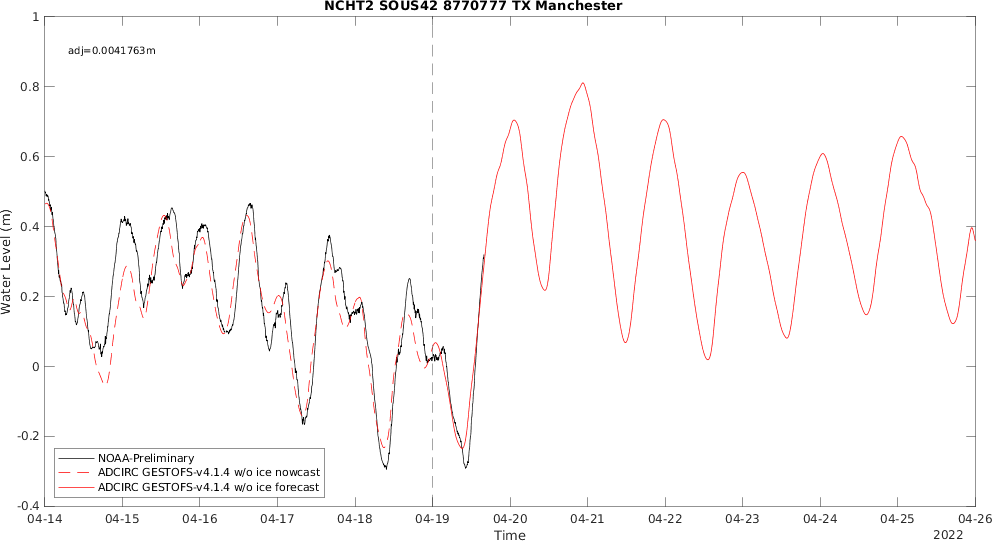 NCHT2 SOUS42 8770777 TX Manchester
adj=0.0041763m
1
0.8
0.6
0.4
0.2
0
-0.2
-0.4
Water Level (m)
NOAA-Preliminary
ADCIRC GESTOFS-v4.1.4 w/o ice nowcast
ADCIRC GESTOFS-v4.1.4 w/o ice forecast
04-14 04-15 04-16 04-17 04-18 04-19 04-20 04-21 04-22 04-23 04-24 04-25 04-26
Time
2022